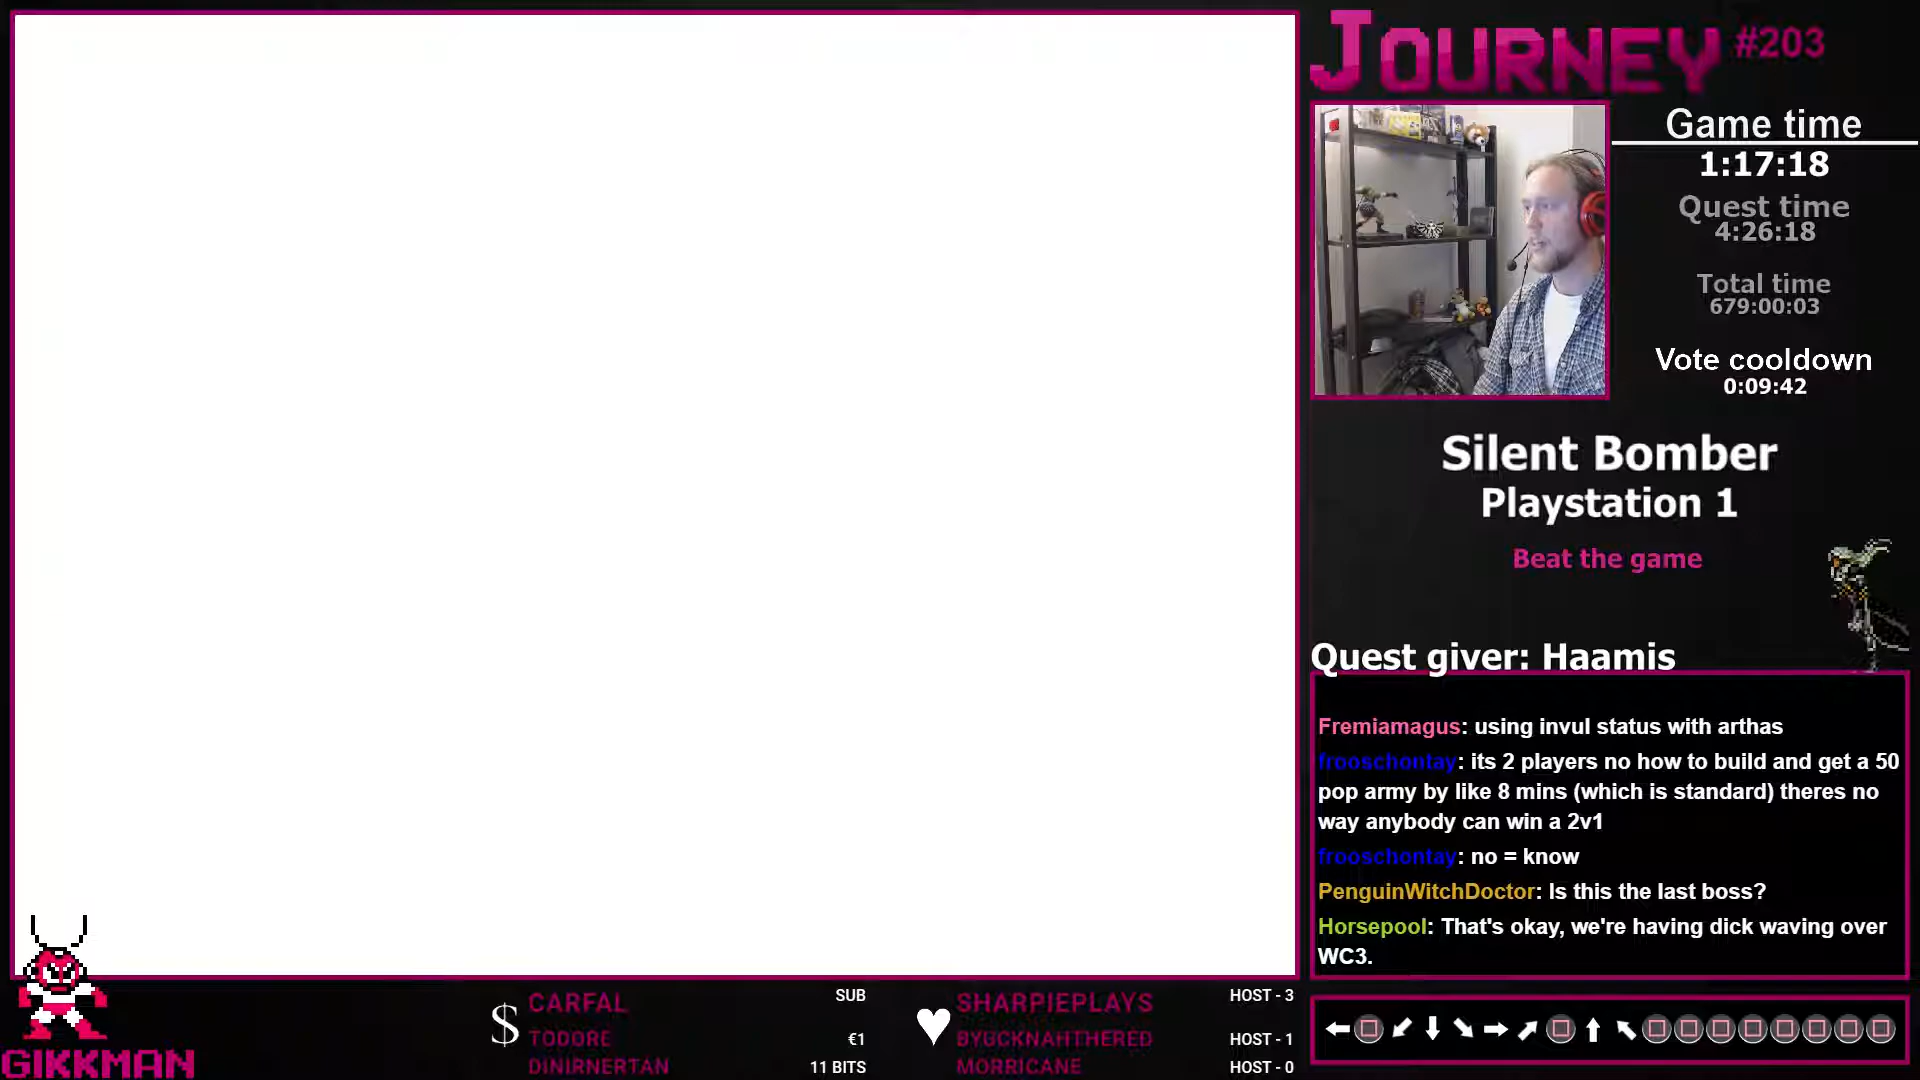 JOURNEY #203
Game time
1:17:18
Quest time
4:26:18
Total time
679:00:03
Vote cooldown
0:09:42
Silent Bomber
Playstation 1
Beat the game
Quest giver: Haamis
Fremiamagus: using invul status with arthas
frooschontay: its 2 players no how to build and get a 50
pop army by like 8 mins (which is standard) theres no
way anybody can win a 2v1
frooschontay: no = know
PenguinWitchDoctor: Is this the last boss?
Horsepool: That's okay, we're having dick waving over
WC3.
GIKKMAN
$ CARFAL SUB
TODORE €1
DINIRNERTAN 11 BITS
SHARPIEPLAYS HOST - 3
BYUCKNAHTHERED HOST - 1
MORRICANE HOST - 0